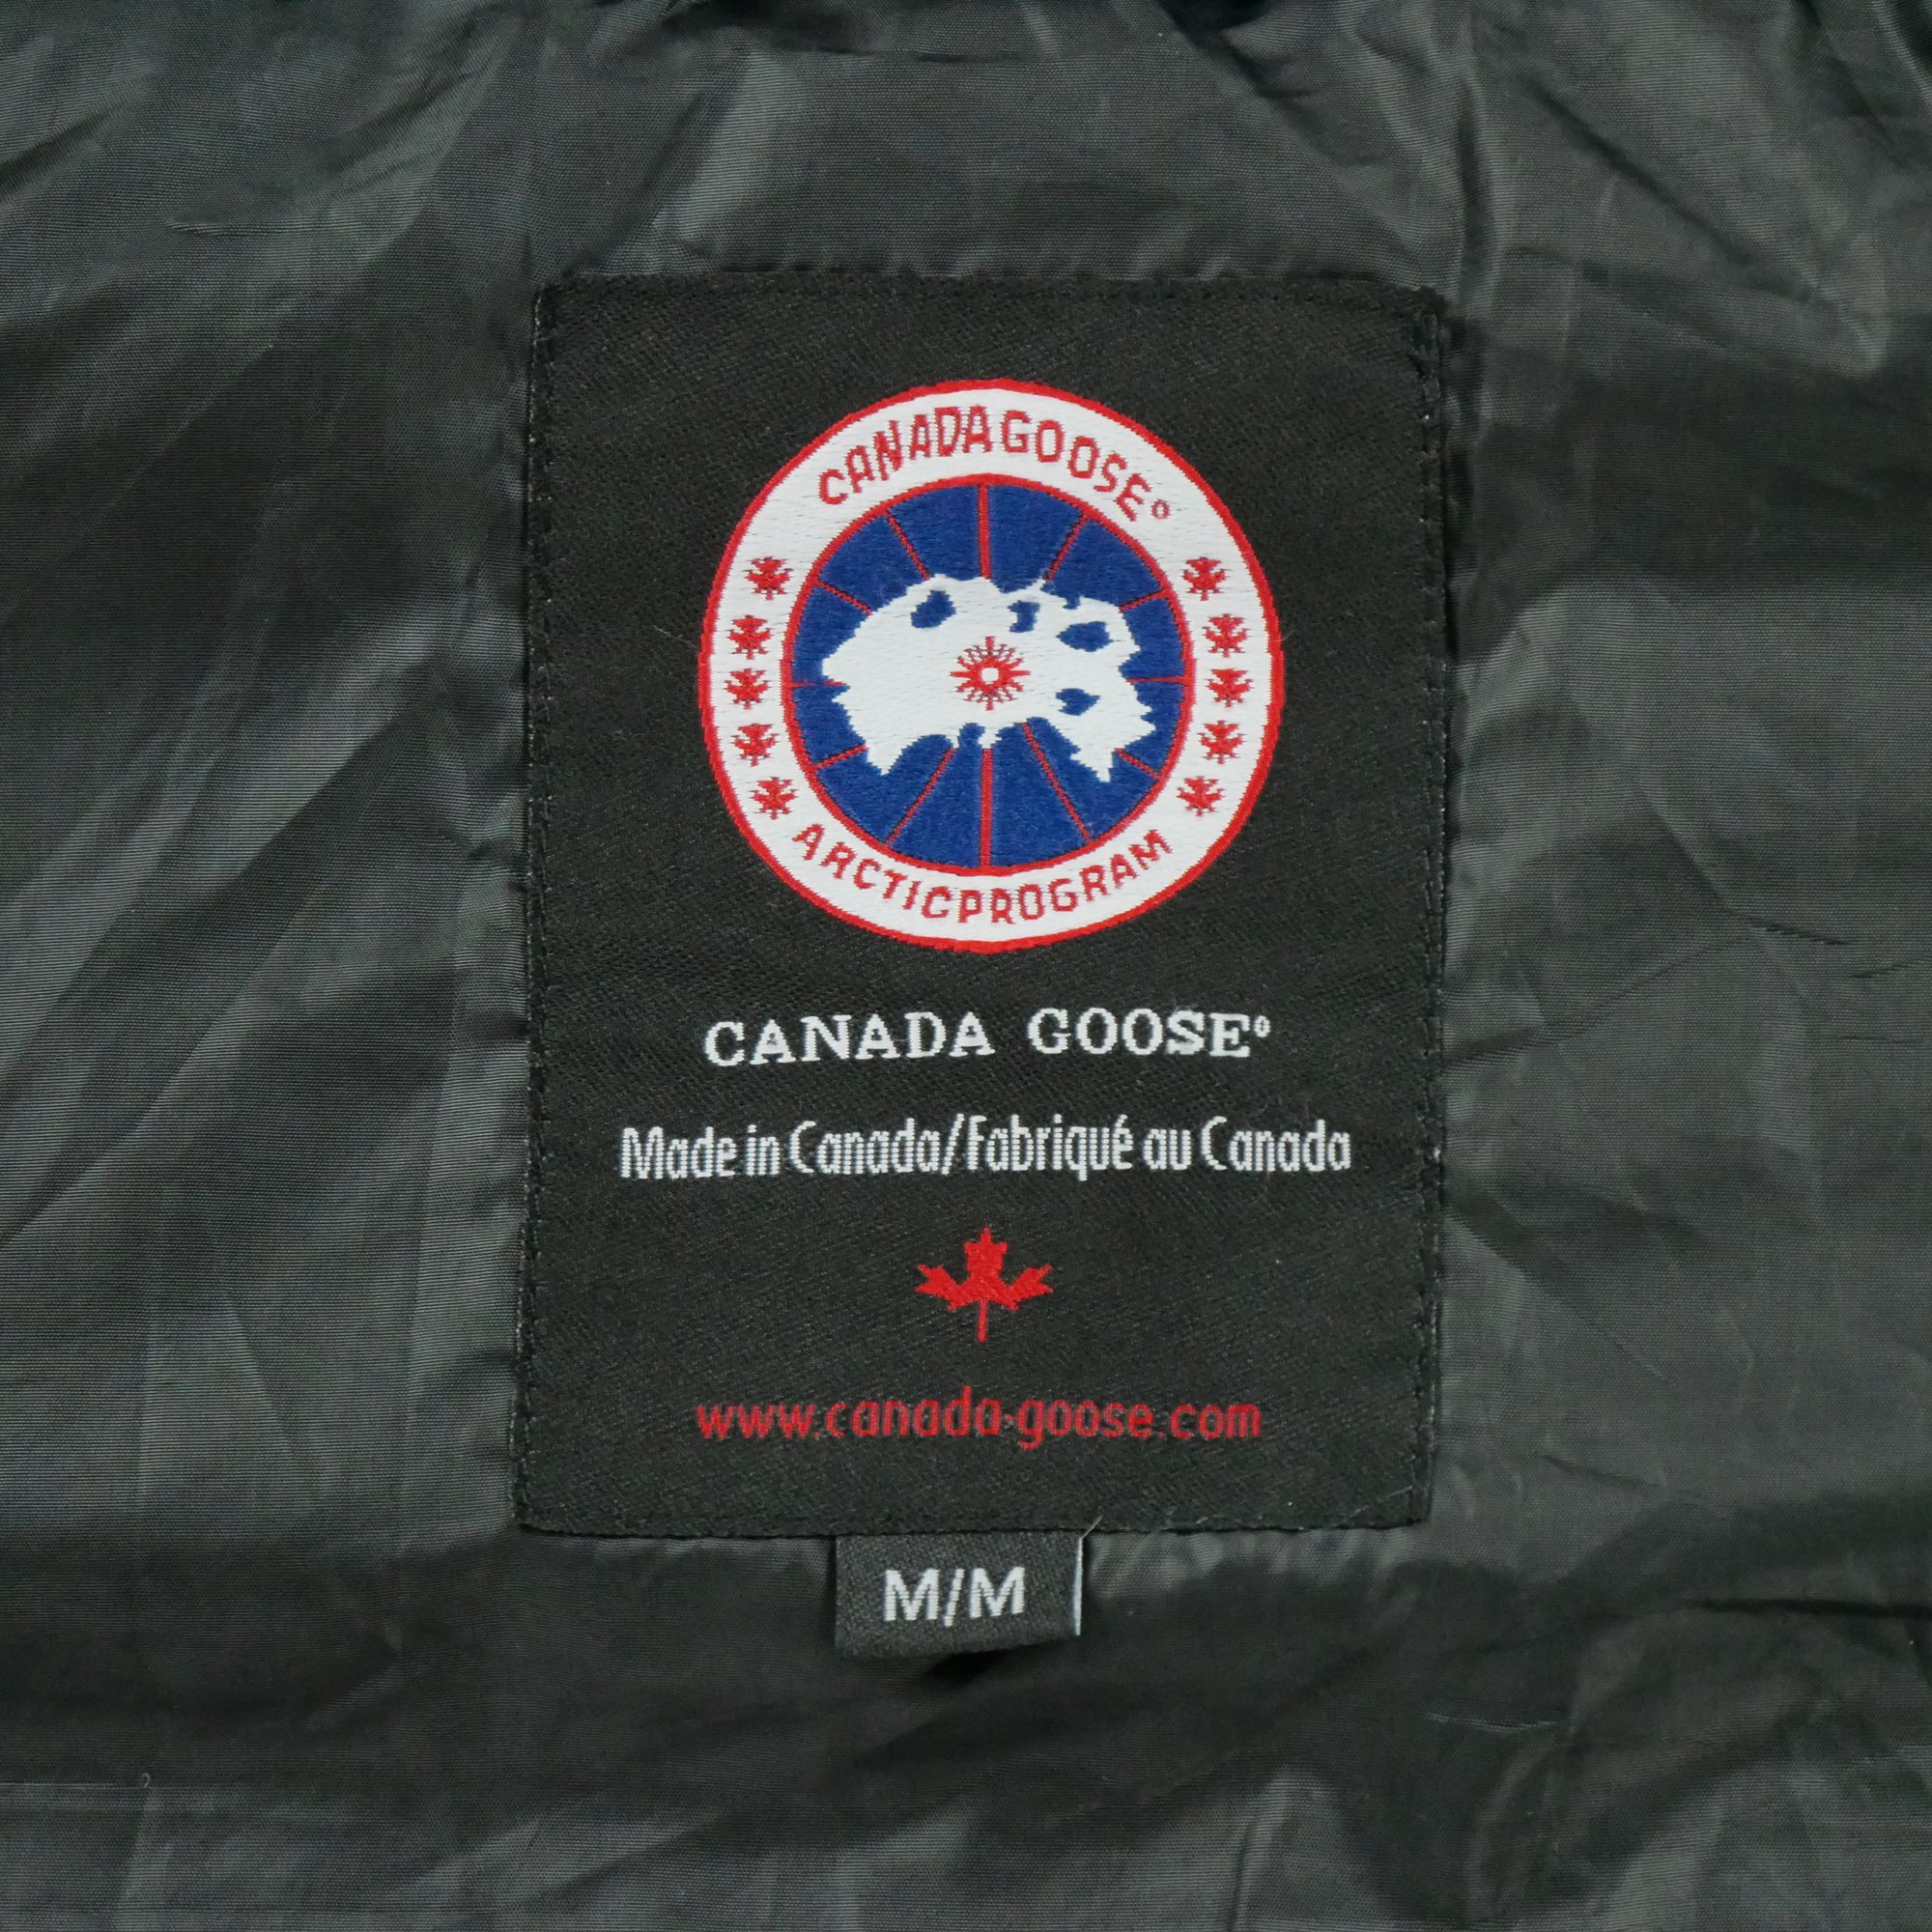 CANADA GOOSE®
ARCTIC PROGRAM
CANADA GOOSE®
Made in Canada/Fabriqué au Canada
www.canada-goose.com
M/M